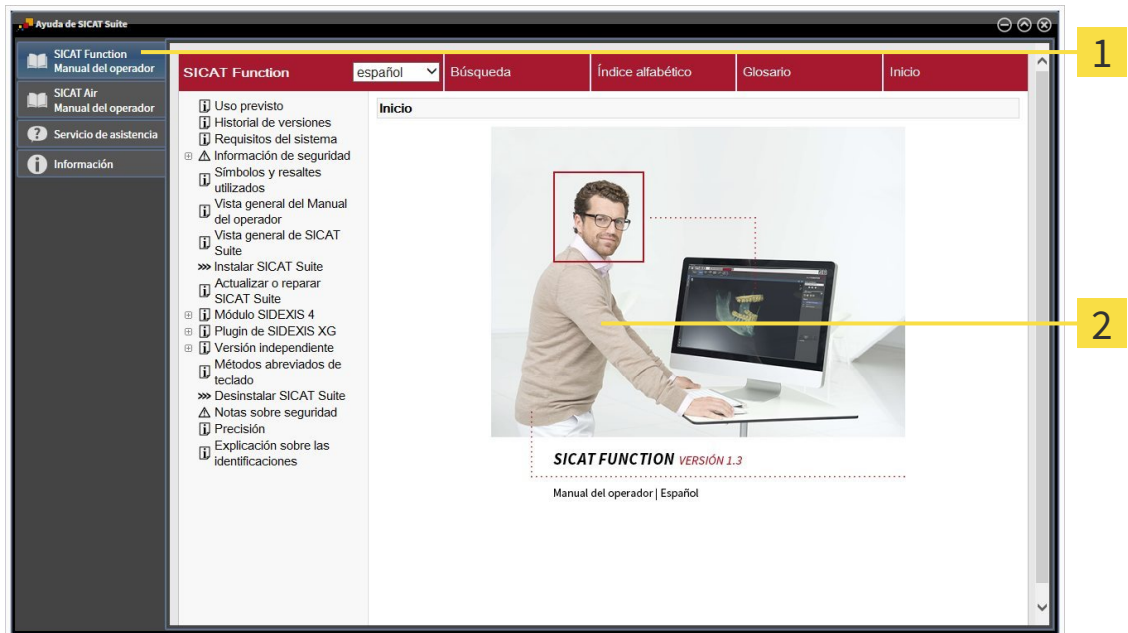 Ayuda de SICAT Suite
1
SICAT Function
Manual del operador
SICAT Air
Manual del operador
Servicio de asistencia
Información
SICAT Function
español
Búsqueda
Índice alfabético
Glosario
Inicio
Uso previsto
Historial de versiones
Requisitos del sistema
Información de seguridad
Símbolos y resaltes
utilizados
Vista general del Manual
del operador
Vista general de SICAT
Suite
Instalar SICAT Suite
Actualizar o reparar
SICAT Suite
Módulo SIDEXIS 4
Plugin de SIDEXIS XG
Versión independiente
Métodos abreviados de
teclado
Desinstalar SICAT Suite
Notas sobre seguridad
Precisión
Explicación sobre las
identificaciones
Inicio
2
SICAT FUNCTION VERSIÓN 1.3
Manual del operador | Español